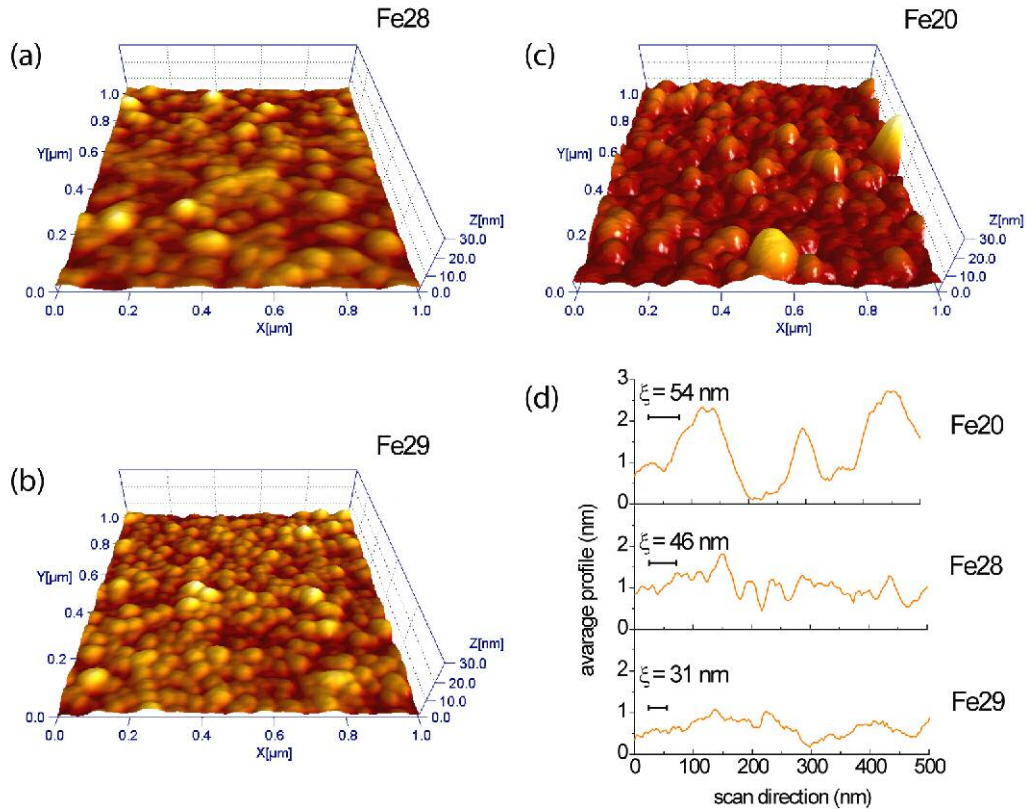 Fe28
(a)
1.0
0.8
Y[µm]
0.6
0.4
0.2
0.0
Z[nm]
30.0
20.0
10.0
0.0
0.0 0.2 0.4 0.6 0.8 1.0
X[µm]
Fe20
(c)
1.0
0.8
Y[µm]
0.6
0.4
0.2
0.0
Z[nm]
30.0
20.0
10.0
0.0
0.0 0.2 0.4 0.6 0.8 1.0
X[µm]
Fe29
(b)
1.0
0.8
Y[µm]
0.6
0.4
0.2
0.0
Z[nm]
30.0
20.0
10.0
0.0
0.0 0.2 0.4 0.6 0.8 1.0
X[µm]
(d)
avarage profile (nm)
3
2
1
0
ξ = 54 nm
Fe20
2
1
0
ξ = 46 nm
Fe28
2
1
0
ξ = 31 nm
Fe29
0 100 200 300 400 500
scan direction (nm)